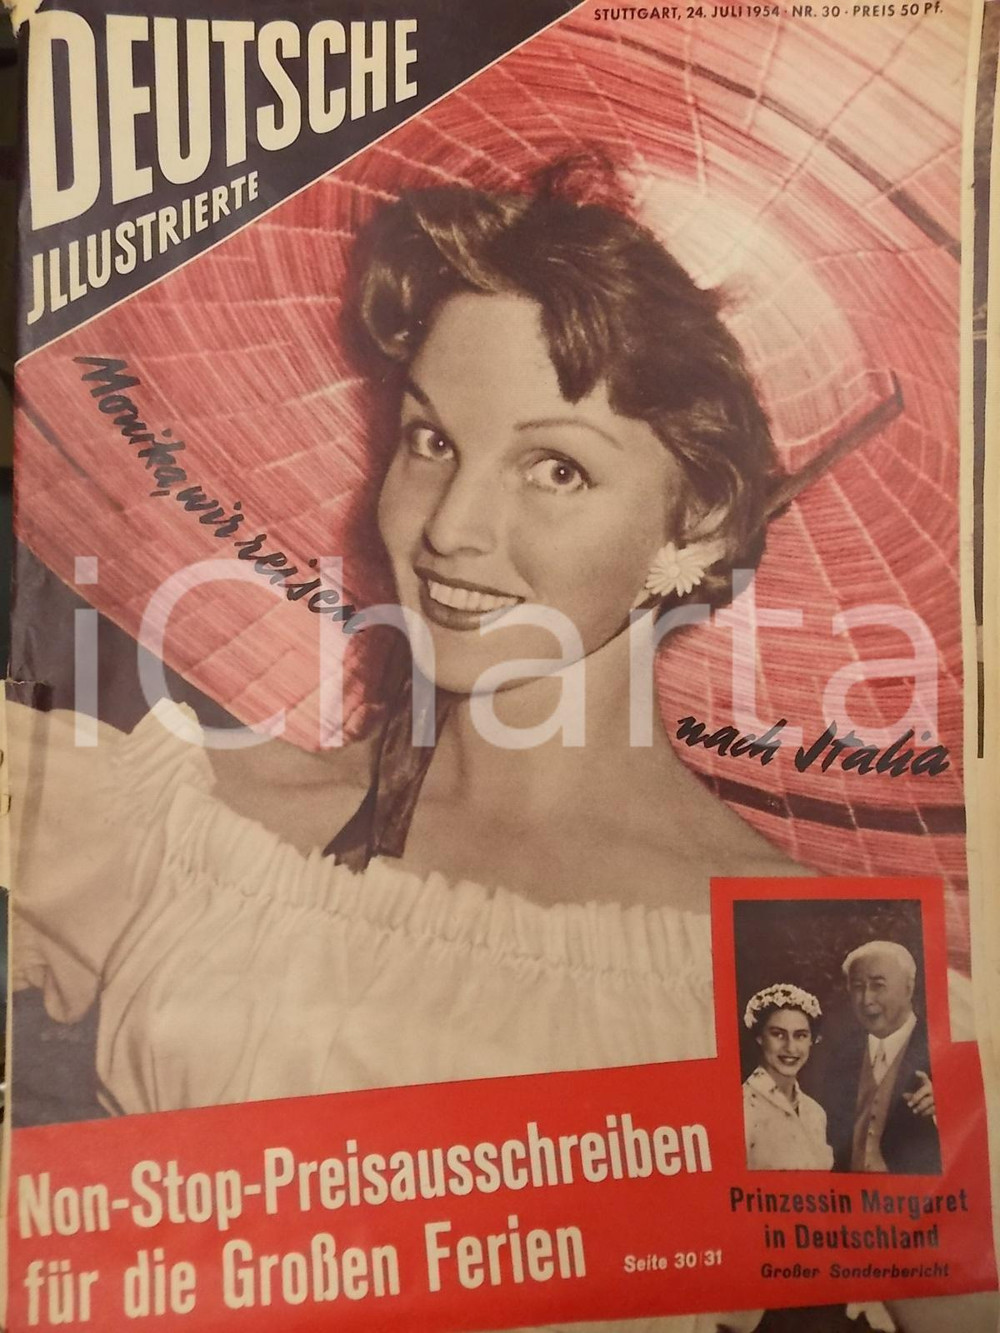 STUTTGART, 24. JULI 1954 · NR. 30 · PREIS 50 Pf.
DEUTSCHE
JLLUSTRIERTE
Monika, wir reisen
nach Italia
iCharta
Non-Stop-Preisausschreiben
für die Großen Ferien
Seite 30/31
Prinzessin Margaret
in Deutschland
Großer Sonderbericht